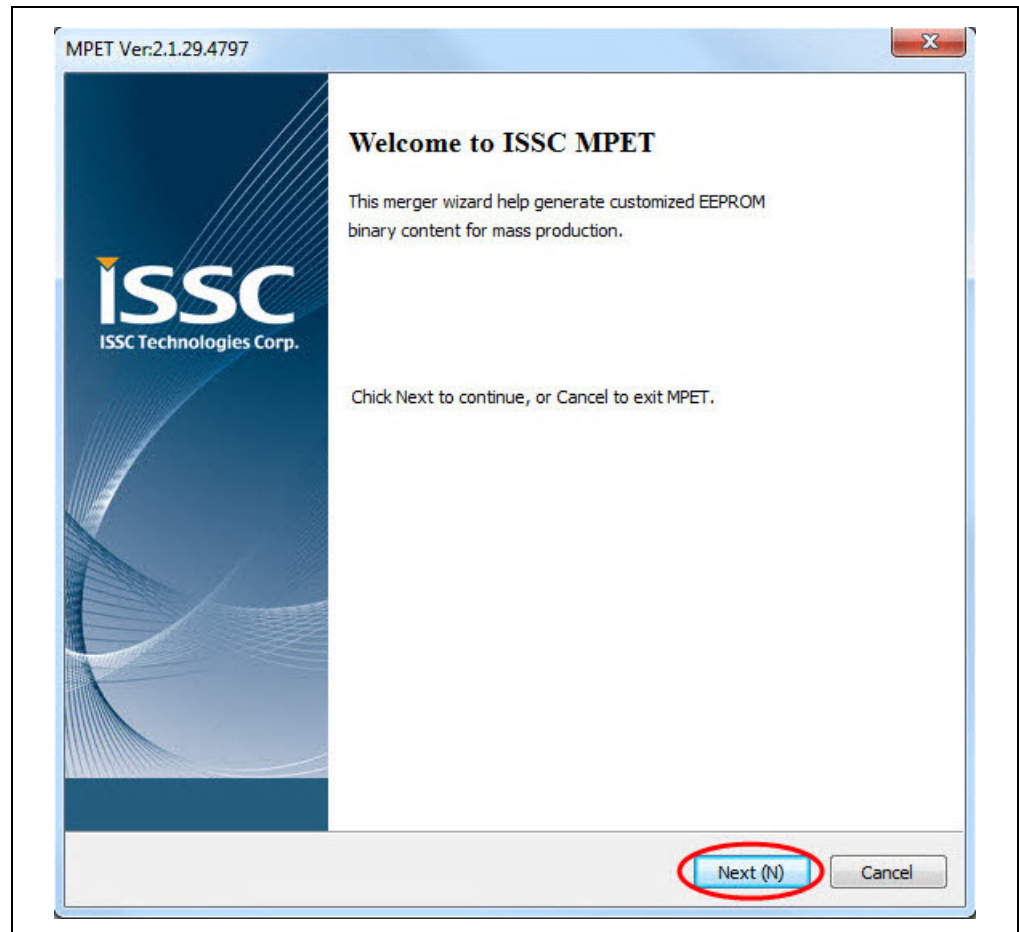 MPET Ver:2.1.29.4797
Welcome to ISSC MPET
This merger wizard help generate customized EEPROM
binary content for mass production.
ISSC
ISSC Technologies Corp.
Chick Next to continue, or Cancel to exit MPET.
Next (N)
Cancel